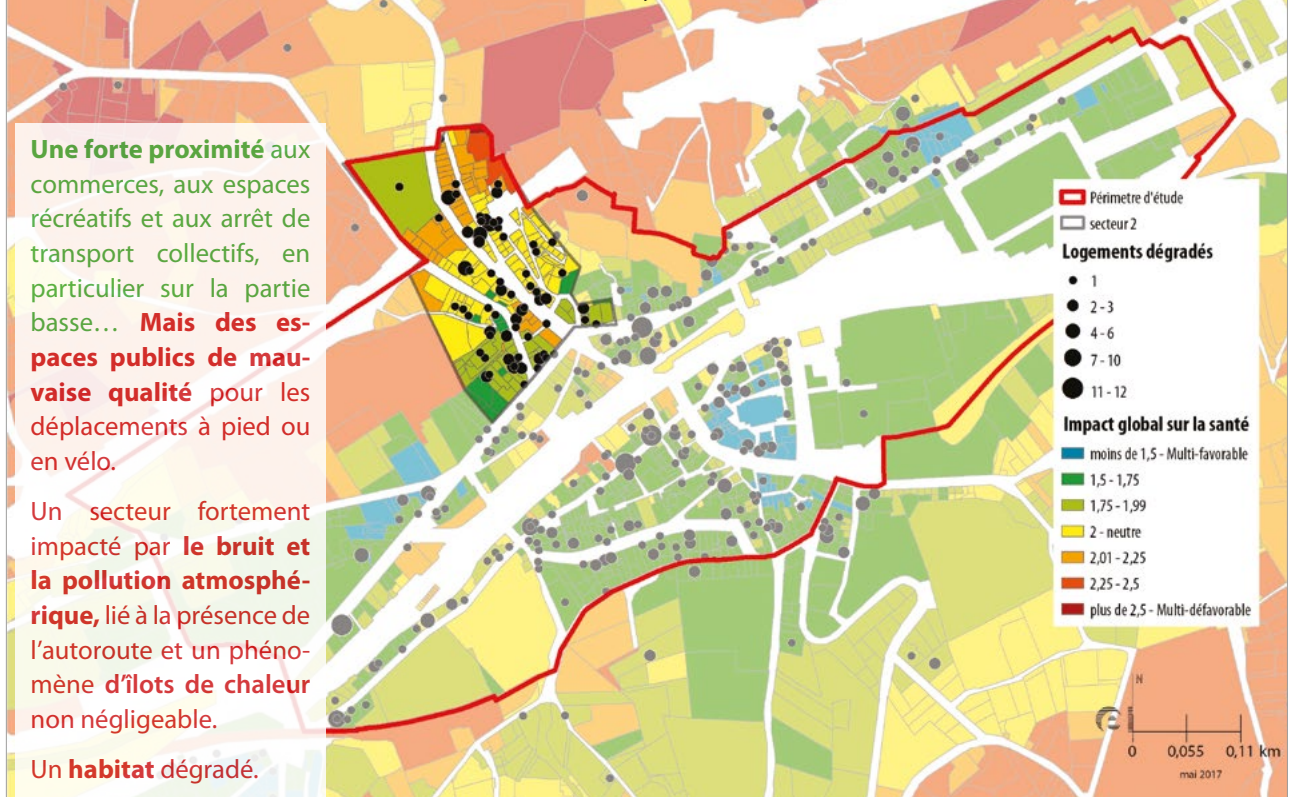 Une forte proximité aux
commerces, aux espaces
récréatifs et aux arrêt de
transport collectifs, en
particulier sur la partie
basse… Mais des es-
paces publics de mau-
vaise qualité pour les
déplacements à pied ou
en vélo.
Un secteur fortement
impacté par le bruit et
la pollution atmosphé-
rique, lié à la présence de
l'autoroute et un phéno-
mène d'îlots de chaleur
non négligeable.
Un habitat dégradé.
Périmetre d'étude
secteur 2
Logements dégradés
1
2 - 3
4 - 6
7 - 10
11 - 12
Impact global sur la santé
moins de 1,5 - Multi-favorable
1,5 - 1,75
1,75 - 1,99
2 - neutre
2,01 - 2,25
2,25 - 2,5
plus de 2,5 - Multi-défavorable
N
0 0,055 0,11 km
mai 2017